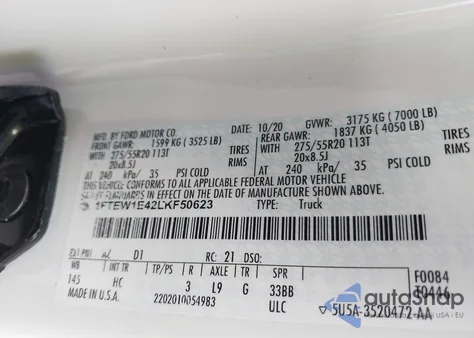 MFD. BY FORD MOTOR CO.
10/20 GVWR: 3175 KG (7000 LB)
FRONT GAWR: 1599 KG (3525 LB) REAR GAWR: 1837 KG (4050 LB)
WITH 275/55R20 113T TIRES WITH 275/55R20 113T TIRES
20x8.5J RIMS 20x8.5J RIMS
AT 240 kPa/ 35 PSI COLD AT 240 kPa/ 35 PSI COLD
THIS VEHICLE CONFORMS TO ALL APPLICABLE FEDERAL MOTOR VEHICLE
SAFETY STANDARDS IN EFFECT ON THE DATE OF MANUFACTURE SHOWN ABOVE.
TYPE: Truck
EXT PNT: D1 RC: 21 DSO:
WB INT TR TP/PS R AXLE TR SPR F0084
145 HC 3 L9 G 33BB T0446
MADE IN U.S.A. 2202010054983 ULC 5U5A-3520472-AA
autoSnap